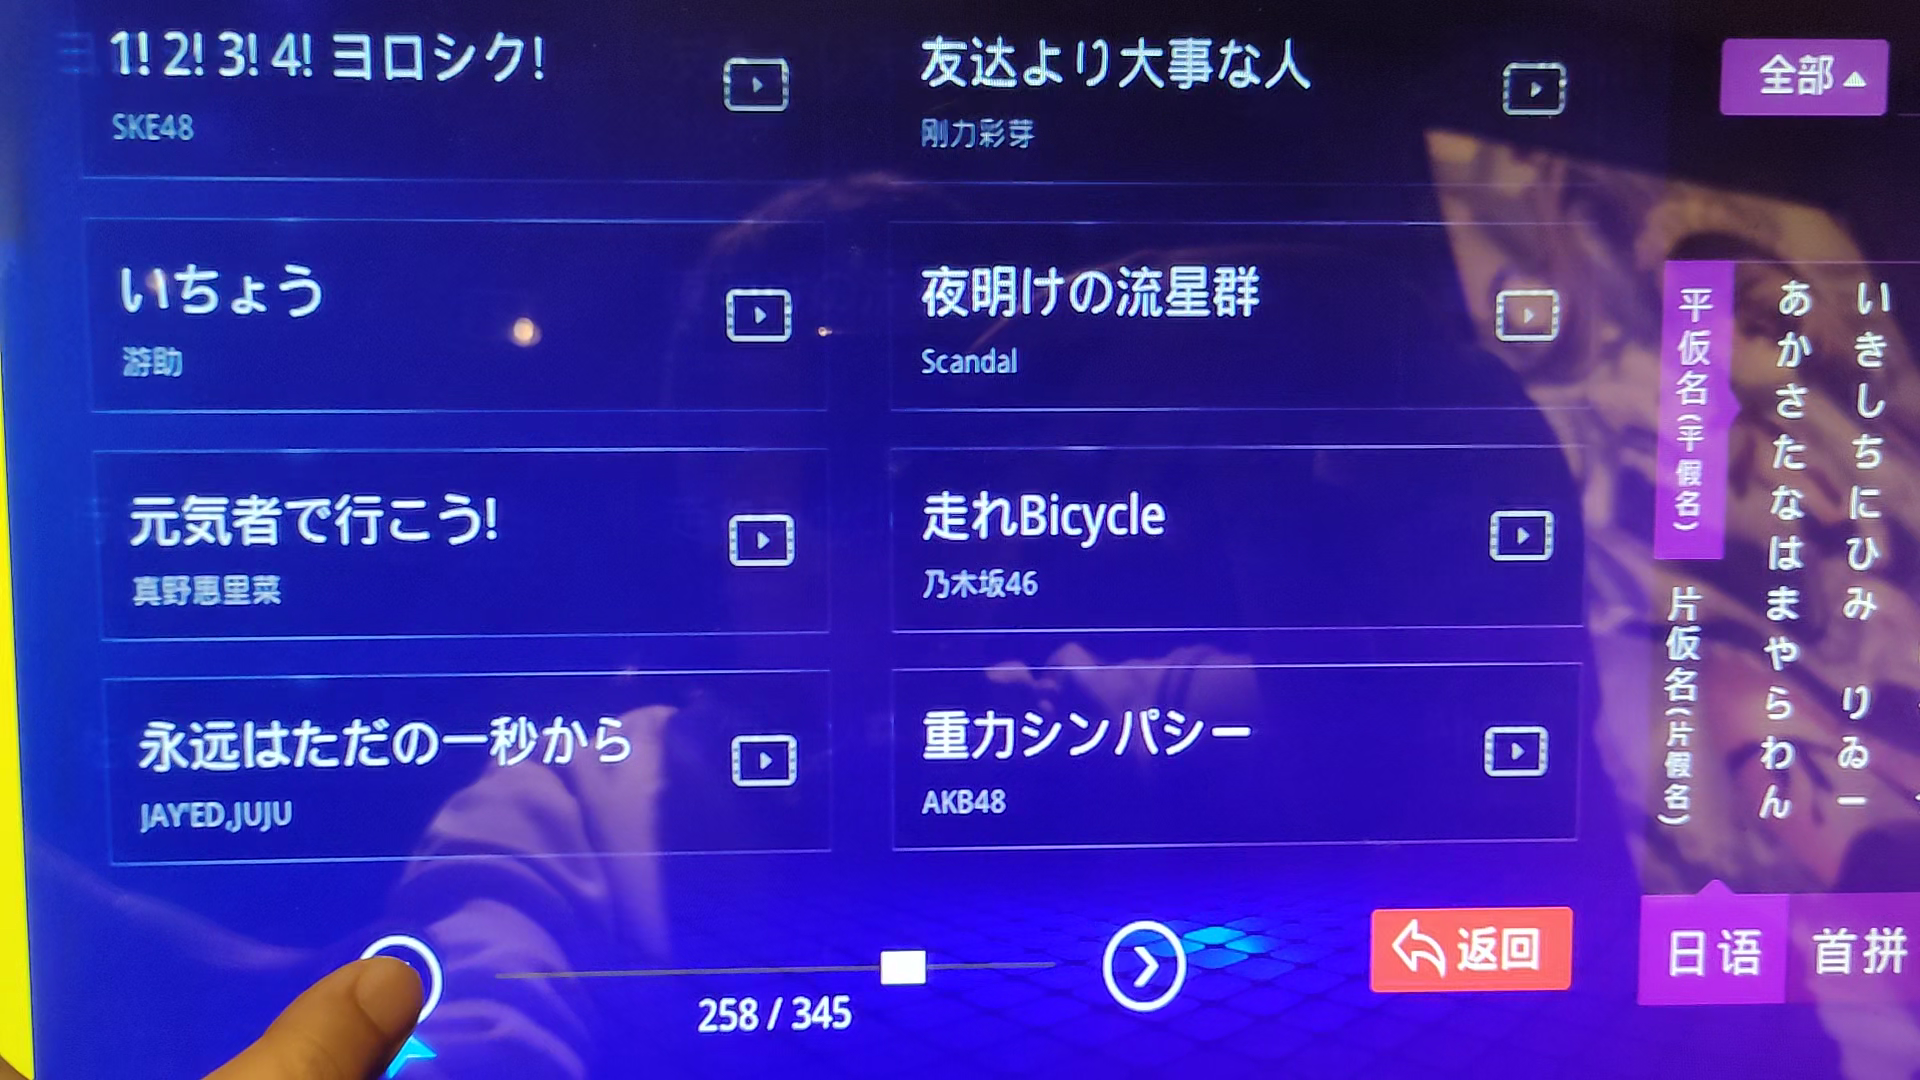 1! 2! 3! 4! ヨロシク!
SKE48
友达より大事な人
刚力彩芽
いちょう
游助
夜明けの流星群
Scandal
元気者で行こう!
真野恵里菜
走れBicycle
乃木坂46
永远はただの一秒から
JAY'ED,JUJU
重力シンパシー
AKB48
258 / 345
返回
全部
平仮名(平假名)
片仮名(片假名)
あかさたなはまやらわん
いきしちにひみ りゐー
日语
首拼